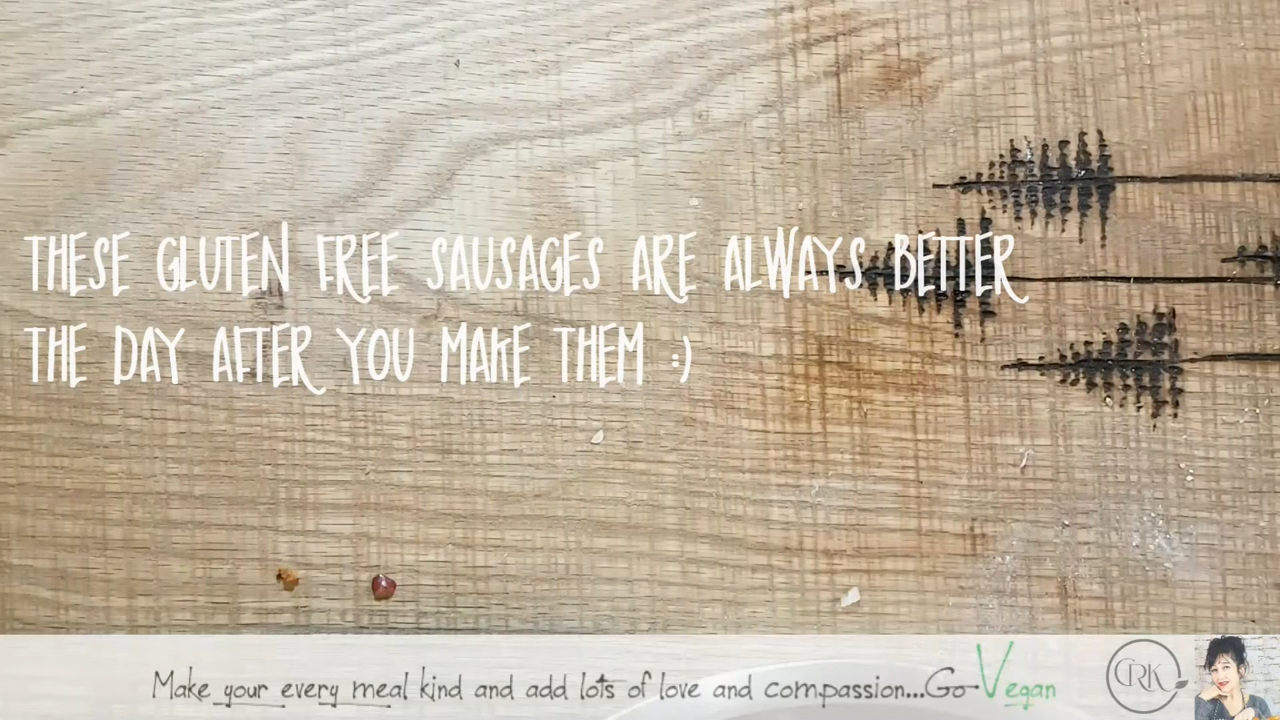 THESE GLUTEN FREE SAUSAGES ARE ALWAYS BETTER
THE DAY AFTER YOU MAKE THEM :)
Make your every meal kind and add lots of love and compassion...Go Vegan
CRK